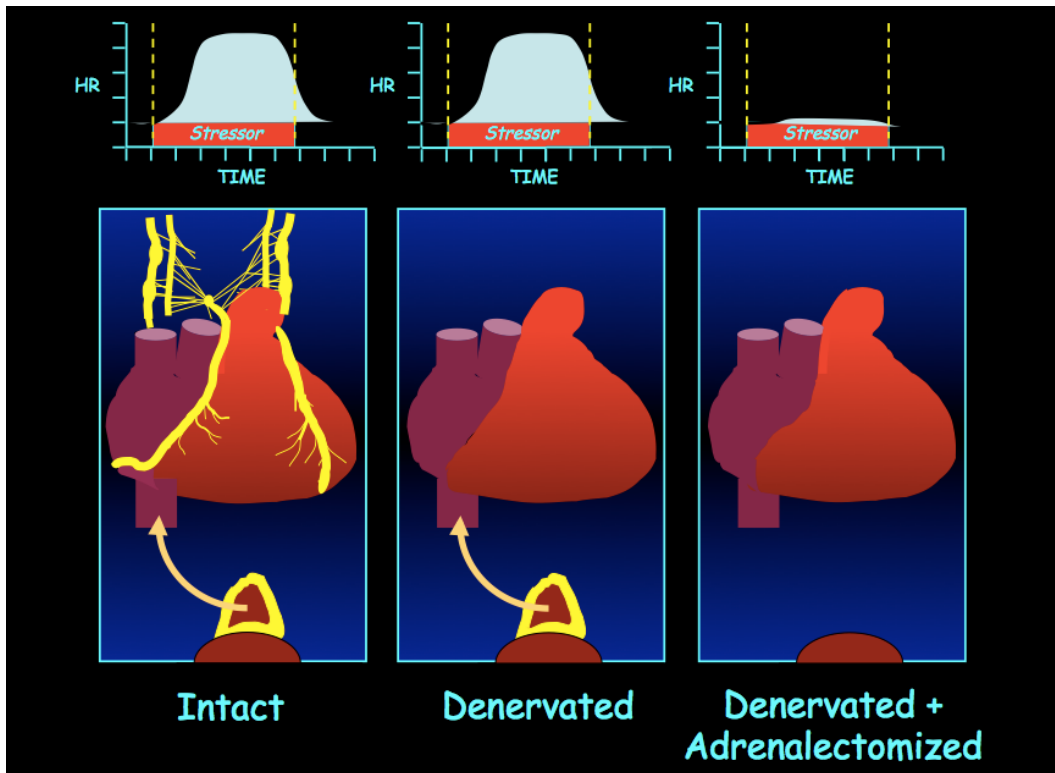 HR
Stressor
TIME
HR
Stressor
TIME
HR
Stressor
TIME
Intact
Denervated
Denervated +
Adrenalectomized